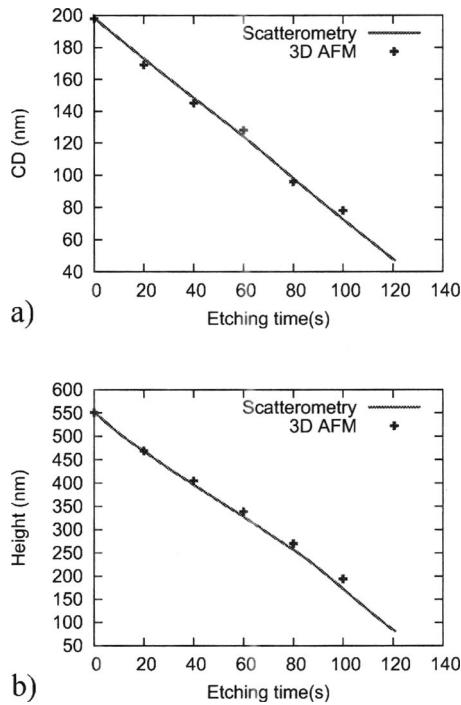 200
180
160
140
120
100
80
60
40
CD (nm)
Scatterometry
3D AFM
0 20 40 60 80 100 120 140
Etching time(s)
a)
600
550
500
450
400
350
300
250
200
150
100
50
Height (nm)
Scatterometry
3D AFM
0 20 40 60 80 100 120 140
Etching time(s)
b)